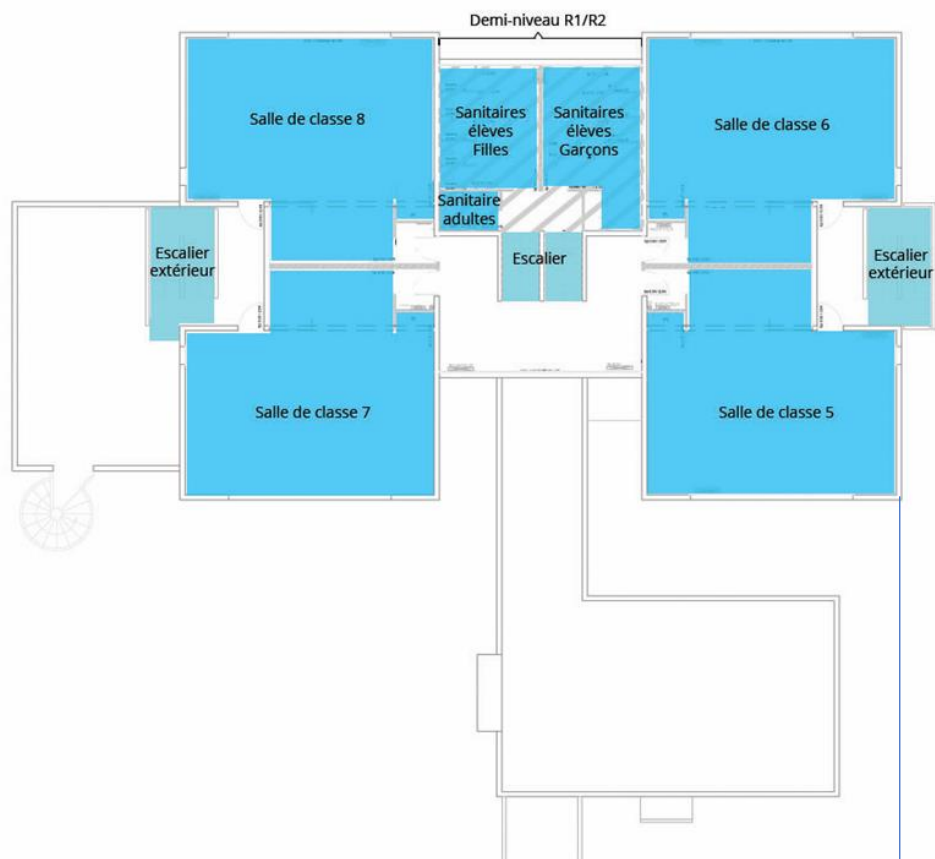 Demi-niveau R1/R2
Salle de classe 8
Sanitaires
élèves
Filles
Sanitaires
élèves
Garçons
Salle de classe 6
Sanitaire
adultes
Escalier
extérieur
Escalier
Escalier
extérieur
Salle de classe 7
Salle de classe 5